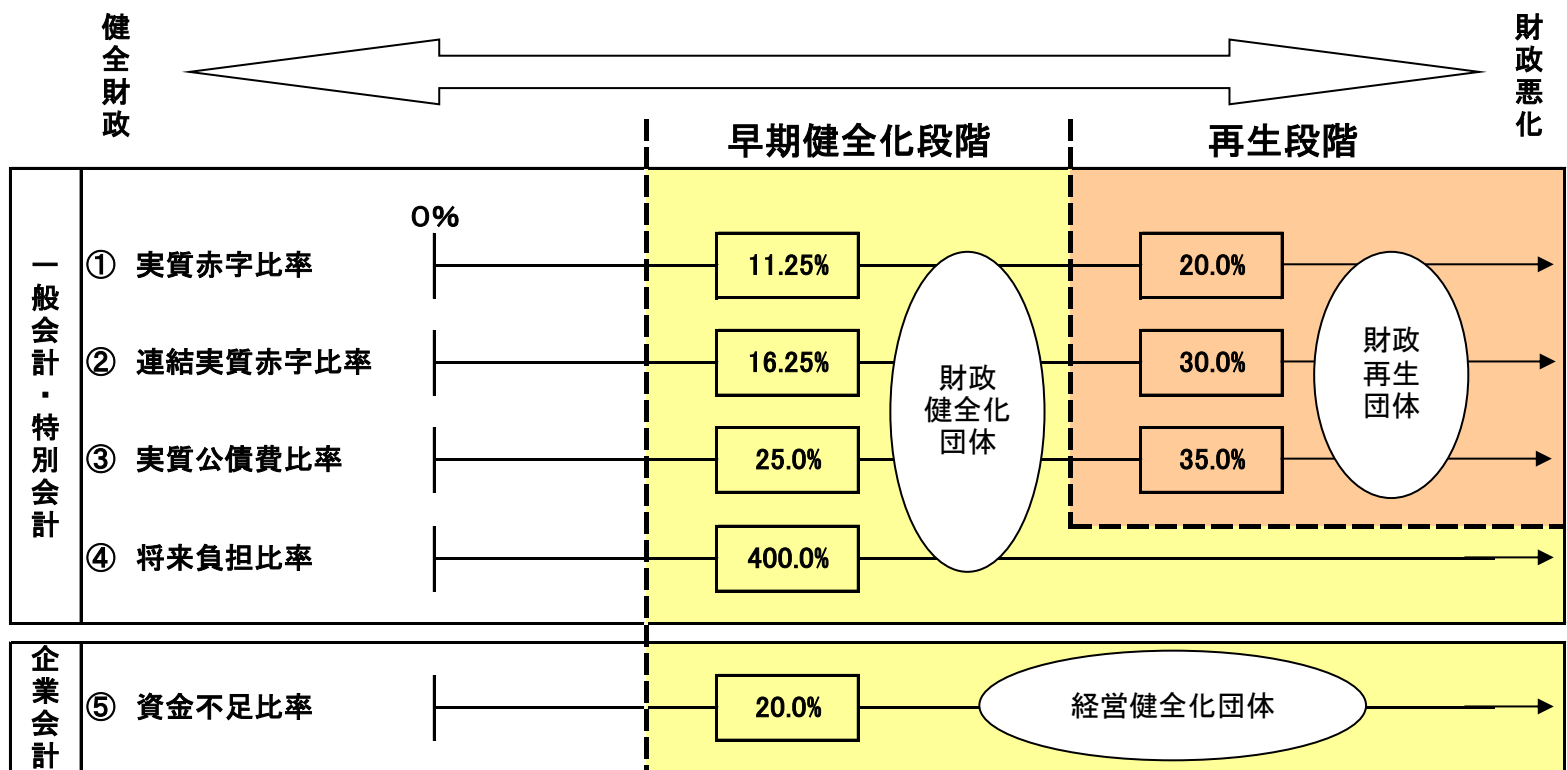 健全財政
財政悪化
早期健全化段階
再生段階
一般会計・特別会計
0%
① 実質赤字比率
11.25%
20.0%
② 連結実質赤字比率
16.25%
30.0%
③ 実質公債費比率
25.0%
35.0%
④ 将来負担比率
400.0%
財政
健全化
団体
財政
再生
団体
企業会計
⑤ 資金不足比率
20.0%
経営健全化団体